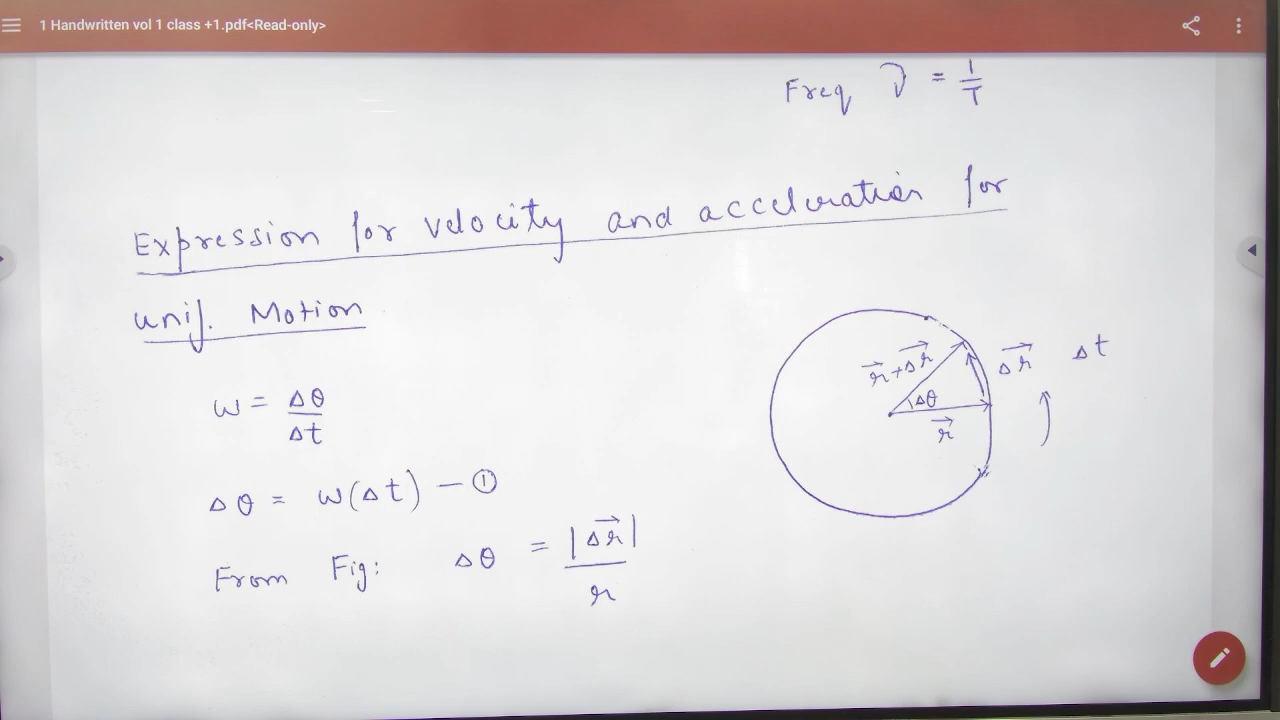 1 Handwritten vol 1 class +1.pdf<Read-only>
Freq ν = 1/T
Expression for velocity and acceleration for
unif. Motion
r⃗+Δr⃗ Δr⃗ Δt
Δθ
r⃗
w = Δθ/Δt
Δθ = w(Δt) — ①
From Fig: Δθ = |Δr⃗|/r